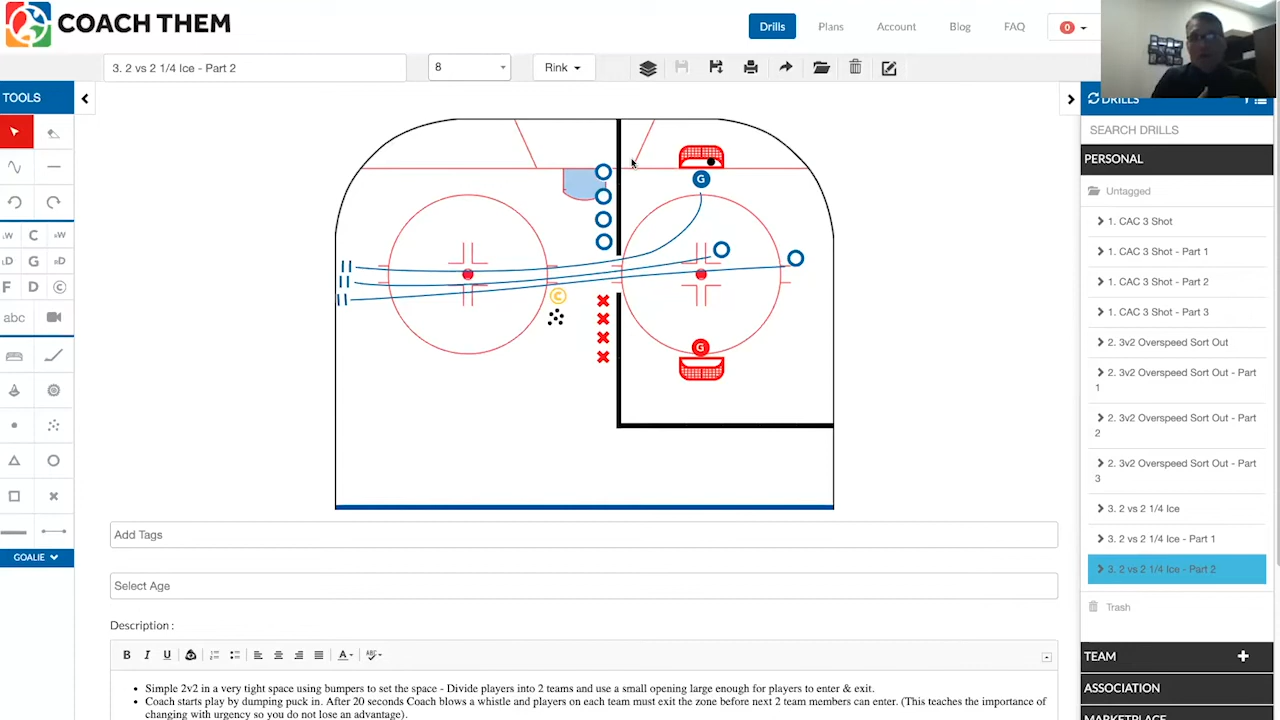 COACH THEM
Drills
Plans
Account
Blog
FAQ
0
3. 2 vs 2 1/4 Ice - Part 2
8
Rink
TOOLS
DRILLS
SEARCH DRILLS
PERSONAL
Untagged
1. CAC 3 Shot
1. CAC 3 Shot - Part 1
1. CAC 3 Shot - Part 2
1. CAC 3 Shot - Part 3
2. 3v2 Overspeed Sort Out
2. 3v2 Overspeed Sort Out - Part
1
2. 3v2 Overspeed Sort Out - Part
2
2. 3v2 Overspeed Sort Out - Part
3
3. 2 vs 2 1/4 Ice
3. 2 vs 2 1/4 Ice - Part 1
3. 2 vs 2 1/4 Ice - Part 2
Trash
TEAM
ASSOCIATION
W C W
D G D
F D C
abc
GOALIE
G
C
G
Add Tags
Select Age
Description :
B I U
A
ABC
Simple 2v2 in a very tight space using bumpers to set the space - Divide players into 2 teams and use a small opening large enough for players to enter & exit.
Coach starts play by dumping puck in. After 20 seconds Coach blows a whistle and players on each team must exit the zone before next 2 team members can enter. (This teaches the importance of
changing with urgency so you do not lose an advantage).